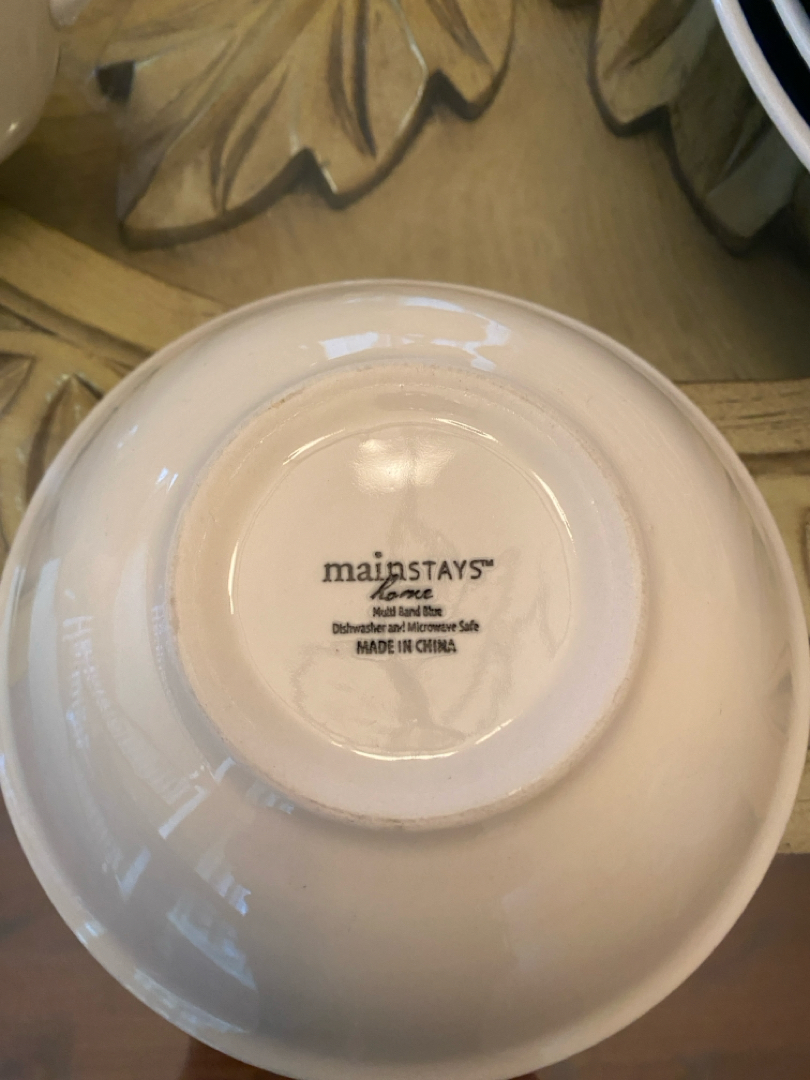 mainSTAYS™
home
Multi Band Blue
Dishwasher and Microwave Safe
MADE IN CHINA